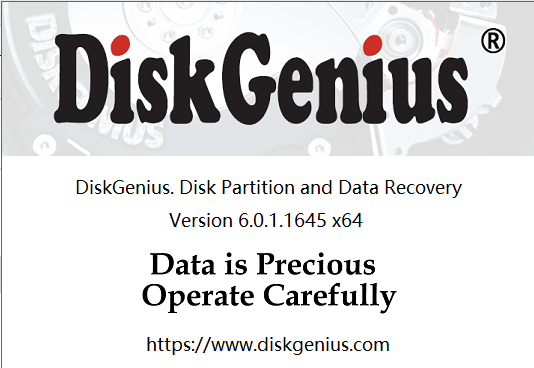 DiskGenius ®
DiskGenius. Disk Partition and Data Recovery
Version 6.0.1.1645 x64
Data is Precious
Operate Carefully
https://www.diskgenius.com